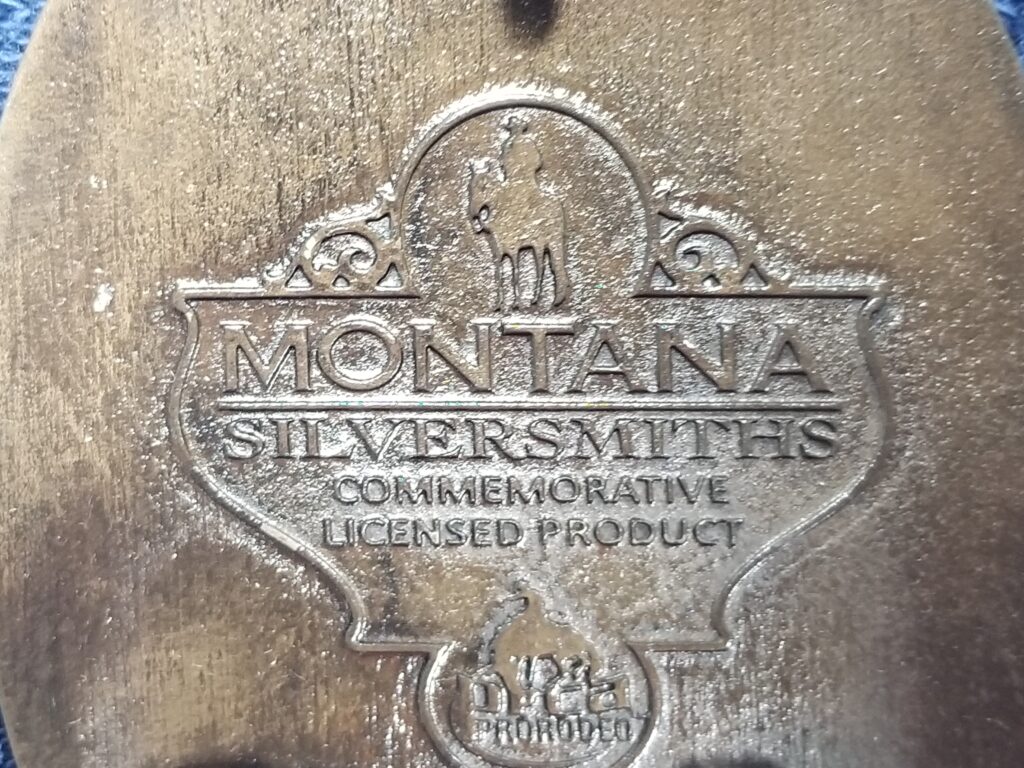 MONTANA
SILVERSMITHS
COMMEMORATIVE
LICENSED PRODUCT
PRORODEO